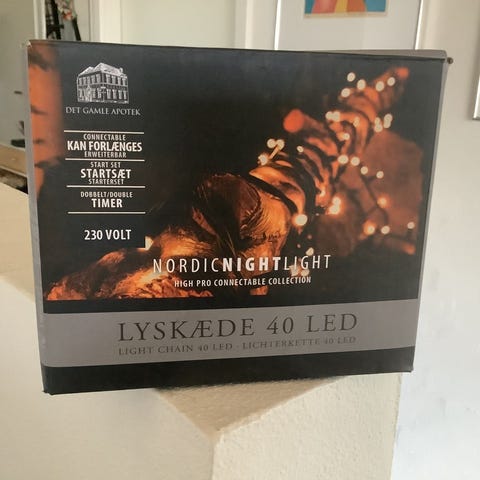 DET GAMLE APOTEK
CONNECTABLE
KAN FORLÆNGES
ERWEITERBAR
START SET
STARTSÆT
STARTERSET
DOBBELT/DOUBLE
TIMER
230 VOLT
NORDICNIGHTLIGHT
HIGH PRO CONNECTABLE COLLECTION
LYSKÆDE 40 LED
LIGHT CHAIN 40 LED - LICHTERKETTE 40 LED